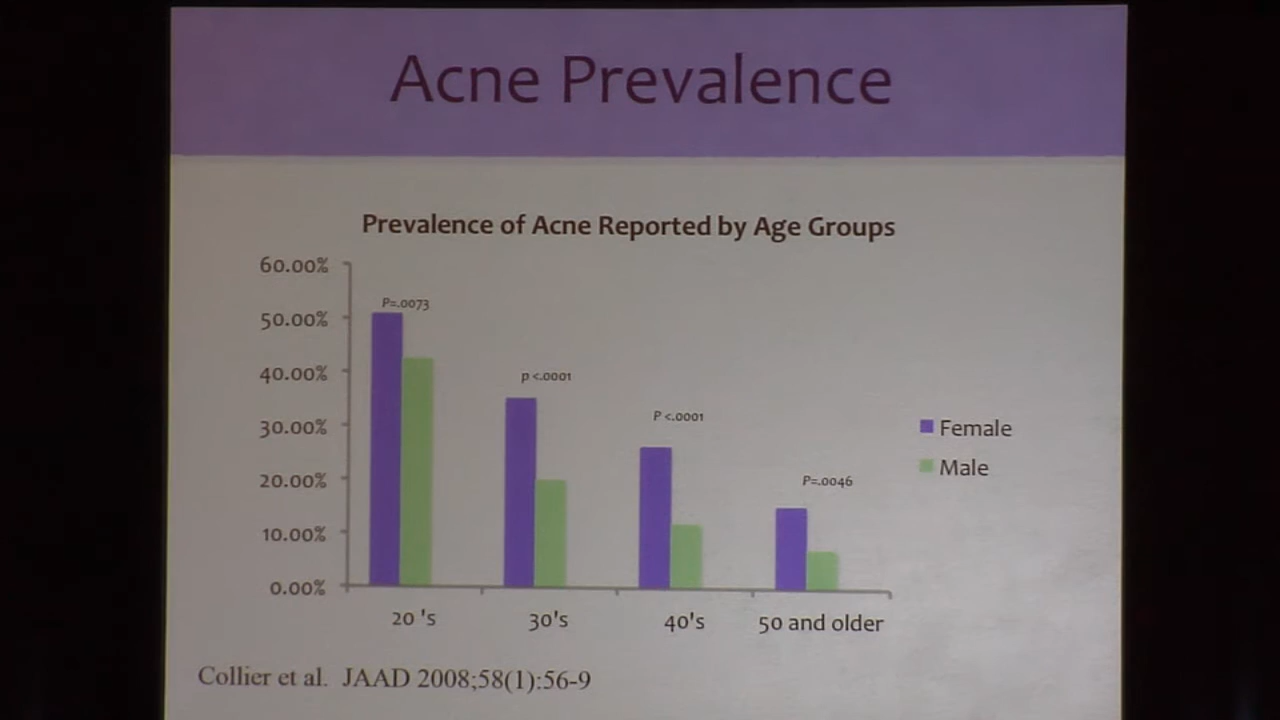 Acne Prevalence
Prevalence of Acne Reported by Age Groups
60.00%
50.00%
40.00%
30.00%
20.00%
10.00%
0.00%
P=.0073
p <.0001
P <.0001
P=.0046
Female
Male
20 's
30's
40's
50 and older
Collier et al. JAAD 2008;58(1):56-9